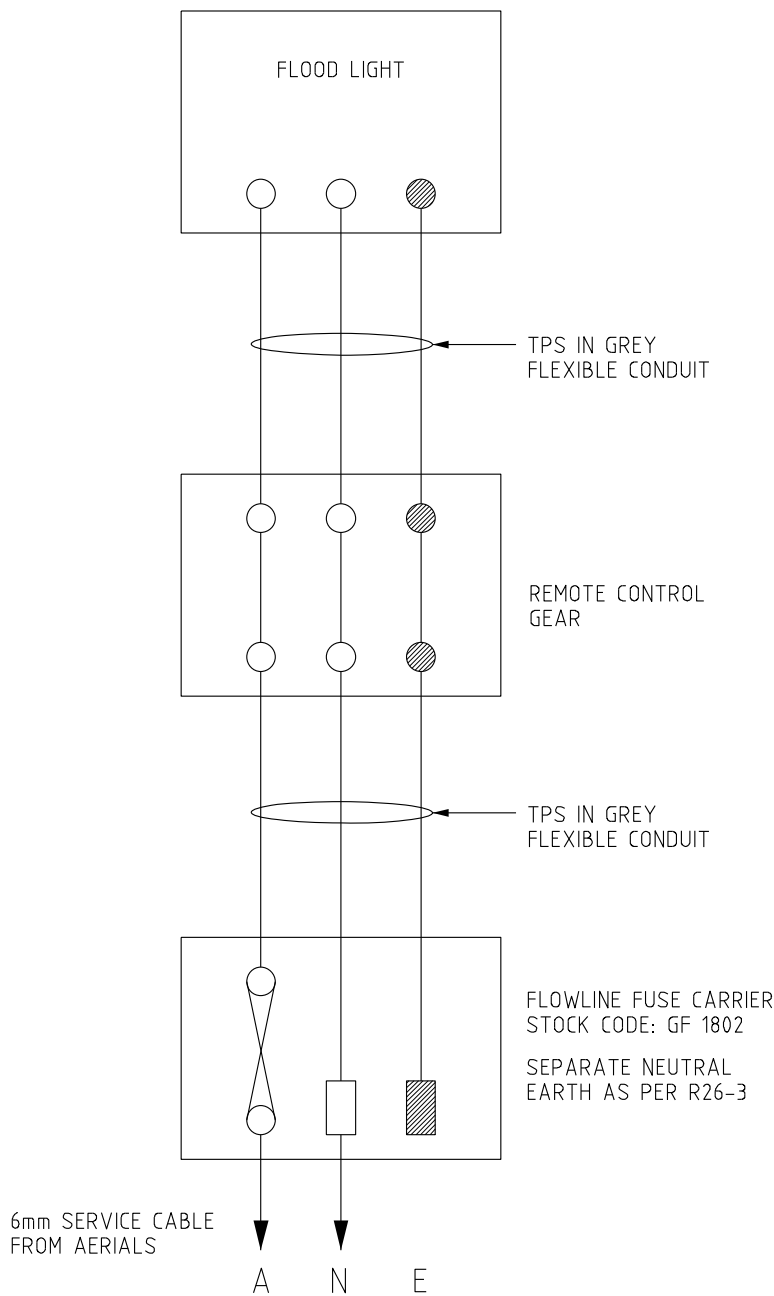 FLOOD LIGHT
TPS IN GREY
FLEXIBLE CONDUIT
REMOTE CONTROL
GEAR
TPS IN GREY
FLEXIBLE CONDUIT
FLOWLINE FUSE CARRIER
STOCK CODE: GF 1802
SEPARATE NEUTRAL
EARTH AS PER R26-3
6mm SERVICE CABLE
FROM AERIALS
A N E